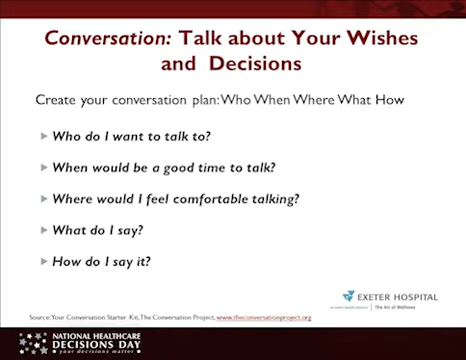 Conversation: Talk about Your Wishes
and Decisions
Create your conversation plan: Who When Where What How
Who do I want to talk to?
When would be a good time to talk?
Where would I feel comfortable talking?
What do I say?
How do I say it?
EXETER HOSPITAL
The Art of Wellness
Source: Your Conversation Starter Kit, The Conversation Project, www.theconversationproject.org
NATIONAL HEALTHCARE
DECISIONS DAY
your decisions matter